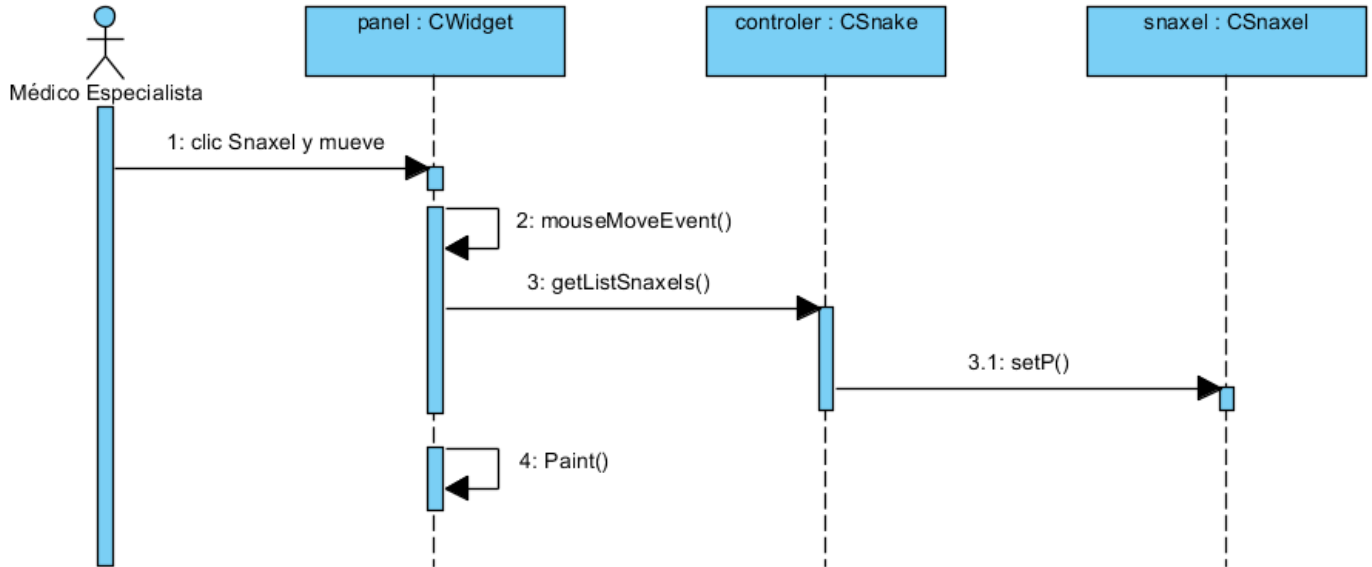 panel : CWidget
controler : CSnake
snaxel : CSnaxel
Médico Especialista
1: clic Snaxel y mueve
2: mouseMoveEvent()
3: getListSnaxels()
3.1: setP()
4: Paint()